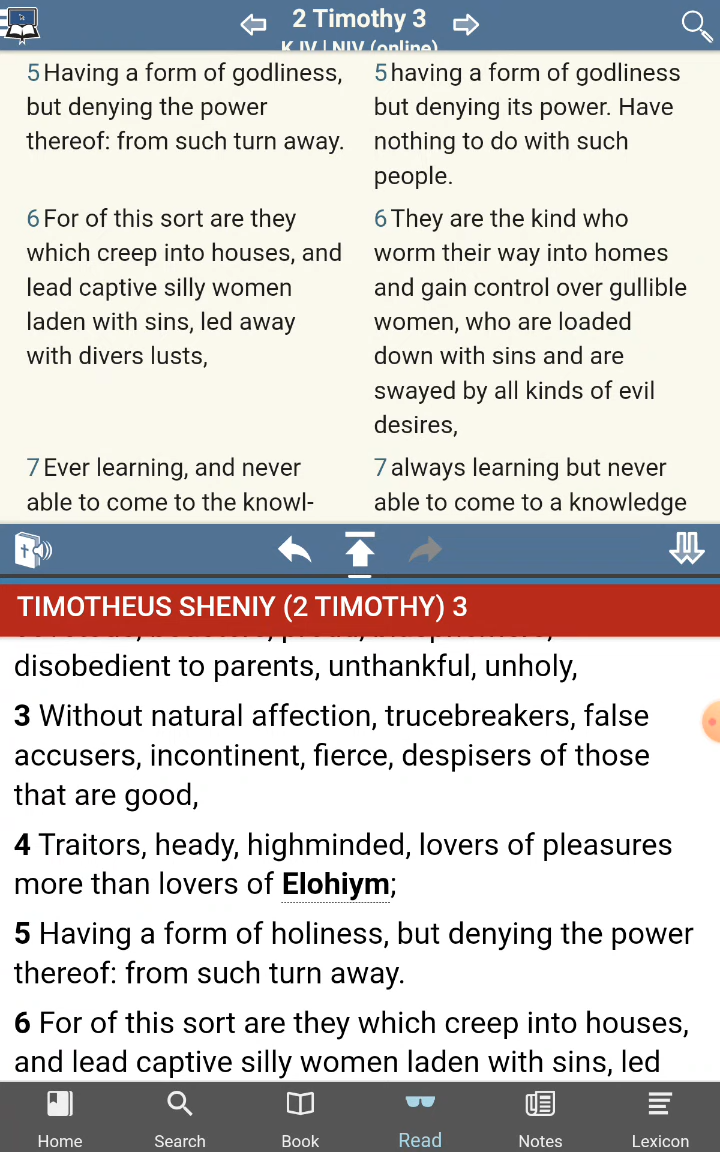 2 Timothy 3
KJV | NIV (online)
5 Having a form of godliness,
but denying the power
thereof: from such turn away.
5 having a form of godliness
but denying its power. Have
nothing to do with such
people.
6 For of this sort are they
which creep into houses, and
lead captive silly women
laden with sins, led away
with divers lusts,
6 They are the kind who
worm their way into homes
and gain control over gullible
women, who are loaded
down with sins and are
swayed by all kinds of evil
desires,
7 Ever learning, and never
able to come to the knowl-
7 always learning but never
able to come to a knowledge
TIMOTHEUS SHENIY (2 TIMOTHY) 3
disobedient to parents, unthankful, unholy,
3 Without natural affection, trucebreakers, false
accusers, incontinent, fierce, despisers of those
that are good,
4 Traitors, heady, highminded, lovers of pleasures
more than lovers of Elohiym;
5 Having a form of holiness, but denying the power
thereof: from such turn away.
6 For of this sort are they which creep into houses,
and lead captive silly women laden with sins, led
Home Search Book Read Notes Lexicon